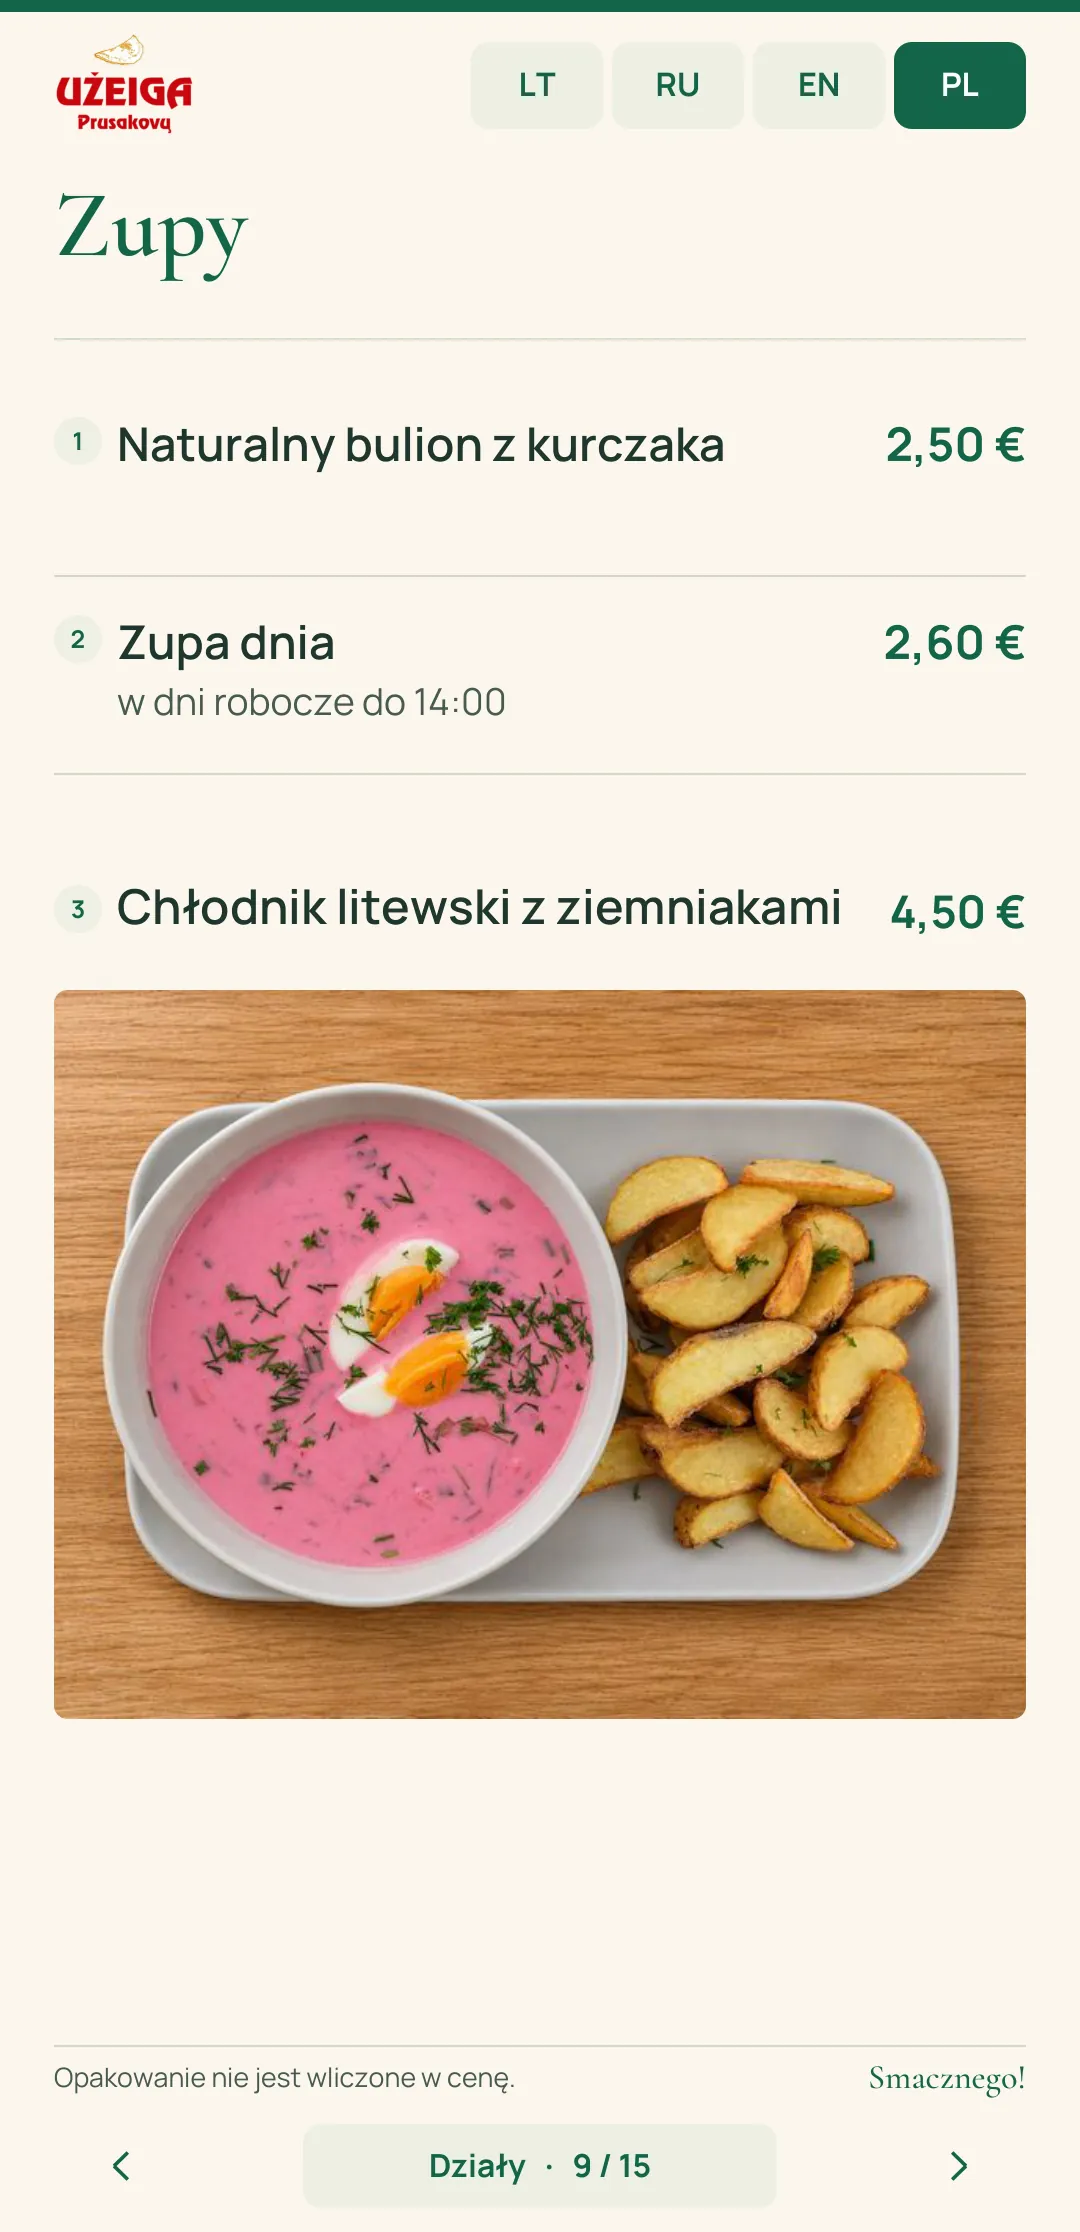 UŽEIGA
Prusakovų
LT RU EN PL
Zupy
1 Naturalny bulion z kurczaka 2,50 €
2 Zupa dnia 2,60 €
w dni robocze do 14:00
3 Chłodnik litewski z ziemniakami 4,50 €
Opakowanie nie jest wliczone w cenę. Smacznego!
Działy · 9 / 15